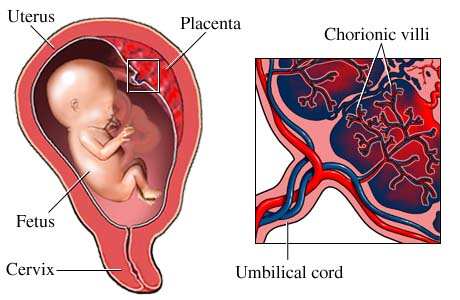 Uterus
Placenta
Fetus
Cervix
Chorionic villi
Umbilical cord